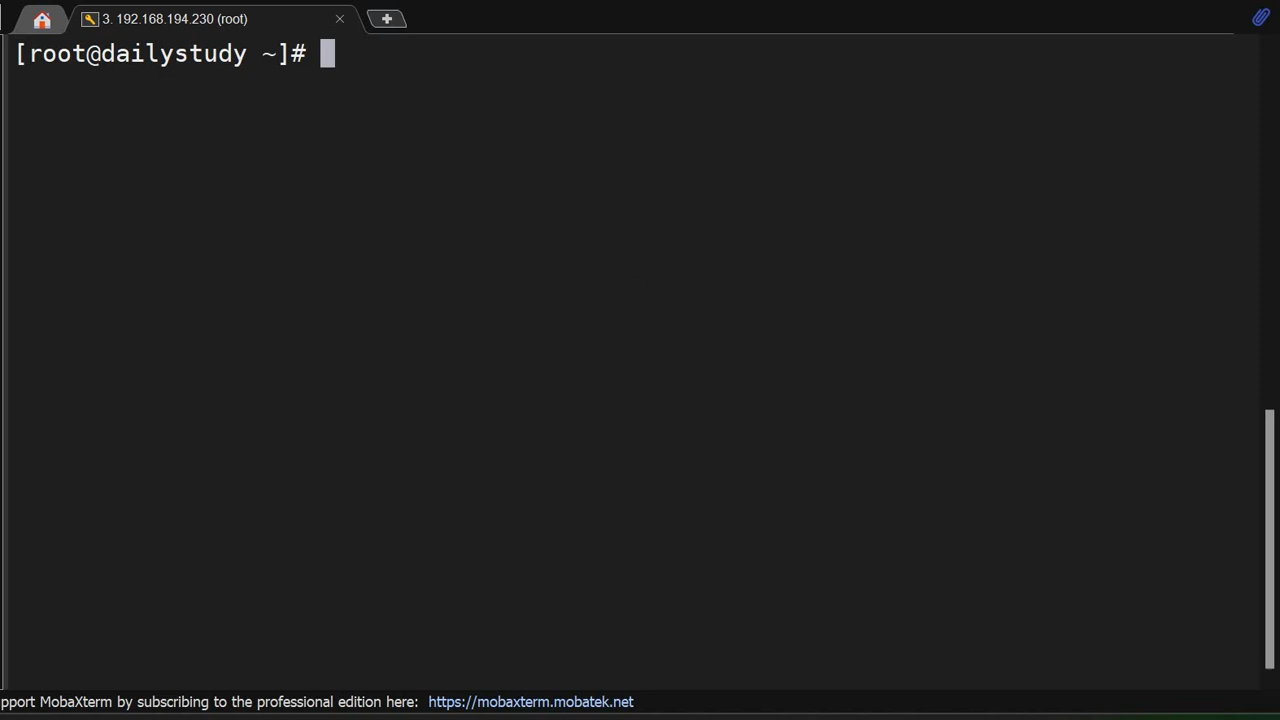 3. 192.168.194.230 (root)
[root@dailystudy ~]#
pport MobaXterm by subscribing to the professional edition here: https://mobaxterm.mobatek.net